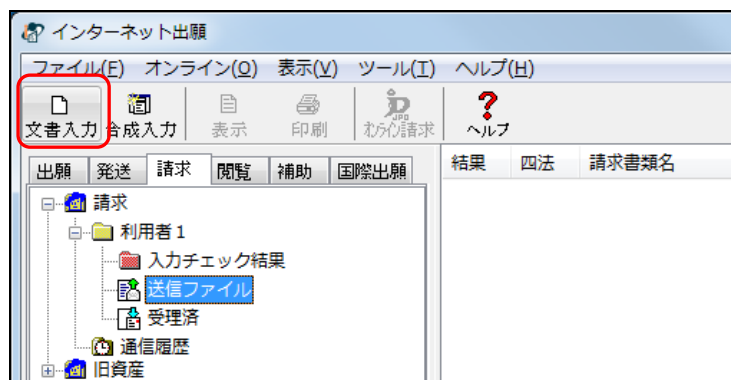 インターネット出願
ファイル(F) オンライン(O) 表示(V) ツール(T) ヘルプ(H)
文書入力 合成入力 表示 印刷 JPO オンライン請求 ヘルプ
出願 発送 請求 閲覧 補助 国際出願
結果 四法 請求書類名
請求
利用者1
入力チェック結果
送信ファイル
受理済
通信履歴
旧資産